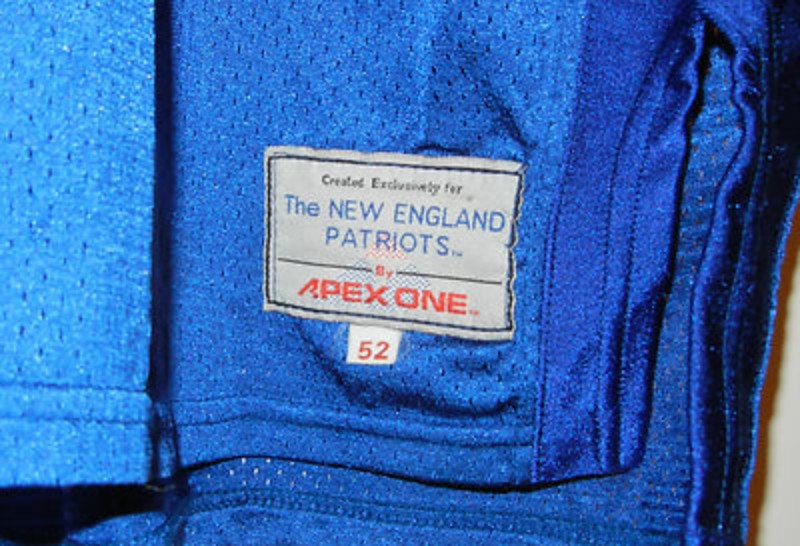 Created Exclusively for
The NEW ENGLAND
PATRIOTS™
By
APEX ONE™
52